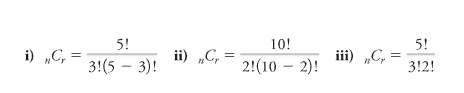 i) ₙCᵣ = 5! / 3!(5 − 3)! ii) ₙCᵣ = 10! / 2!(10 − 2)! iii) ₙCᵣ = 5! / 3!2!